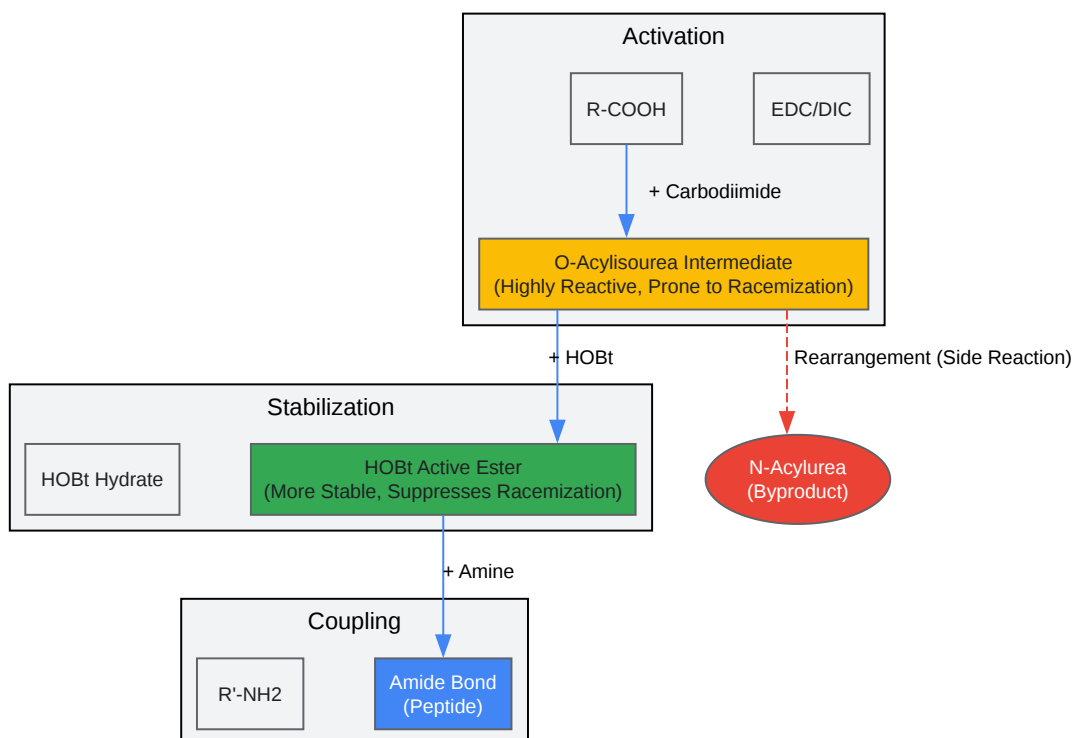 Activation
R-COOH
EDC/DIC
+ Carbodiimide
O-Acylisourea Intermediate
(Highly Reactive, Prone to Racemization)
+ HOBt
Rearrangement (Side Reaction)
Stabilization
HOBt Hydrate
HOBt Active Ester
(More Stable, Suppresses Racemization)
N-Acylurea
(Byproduct)
+ Amine
Coupling
R'-NH2
Amide Bond
(Peptide)